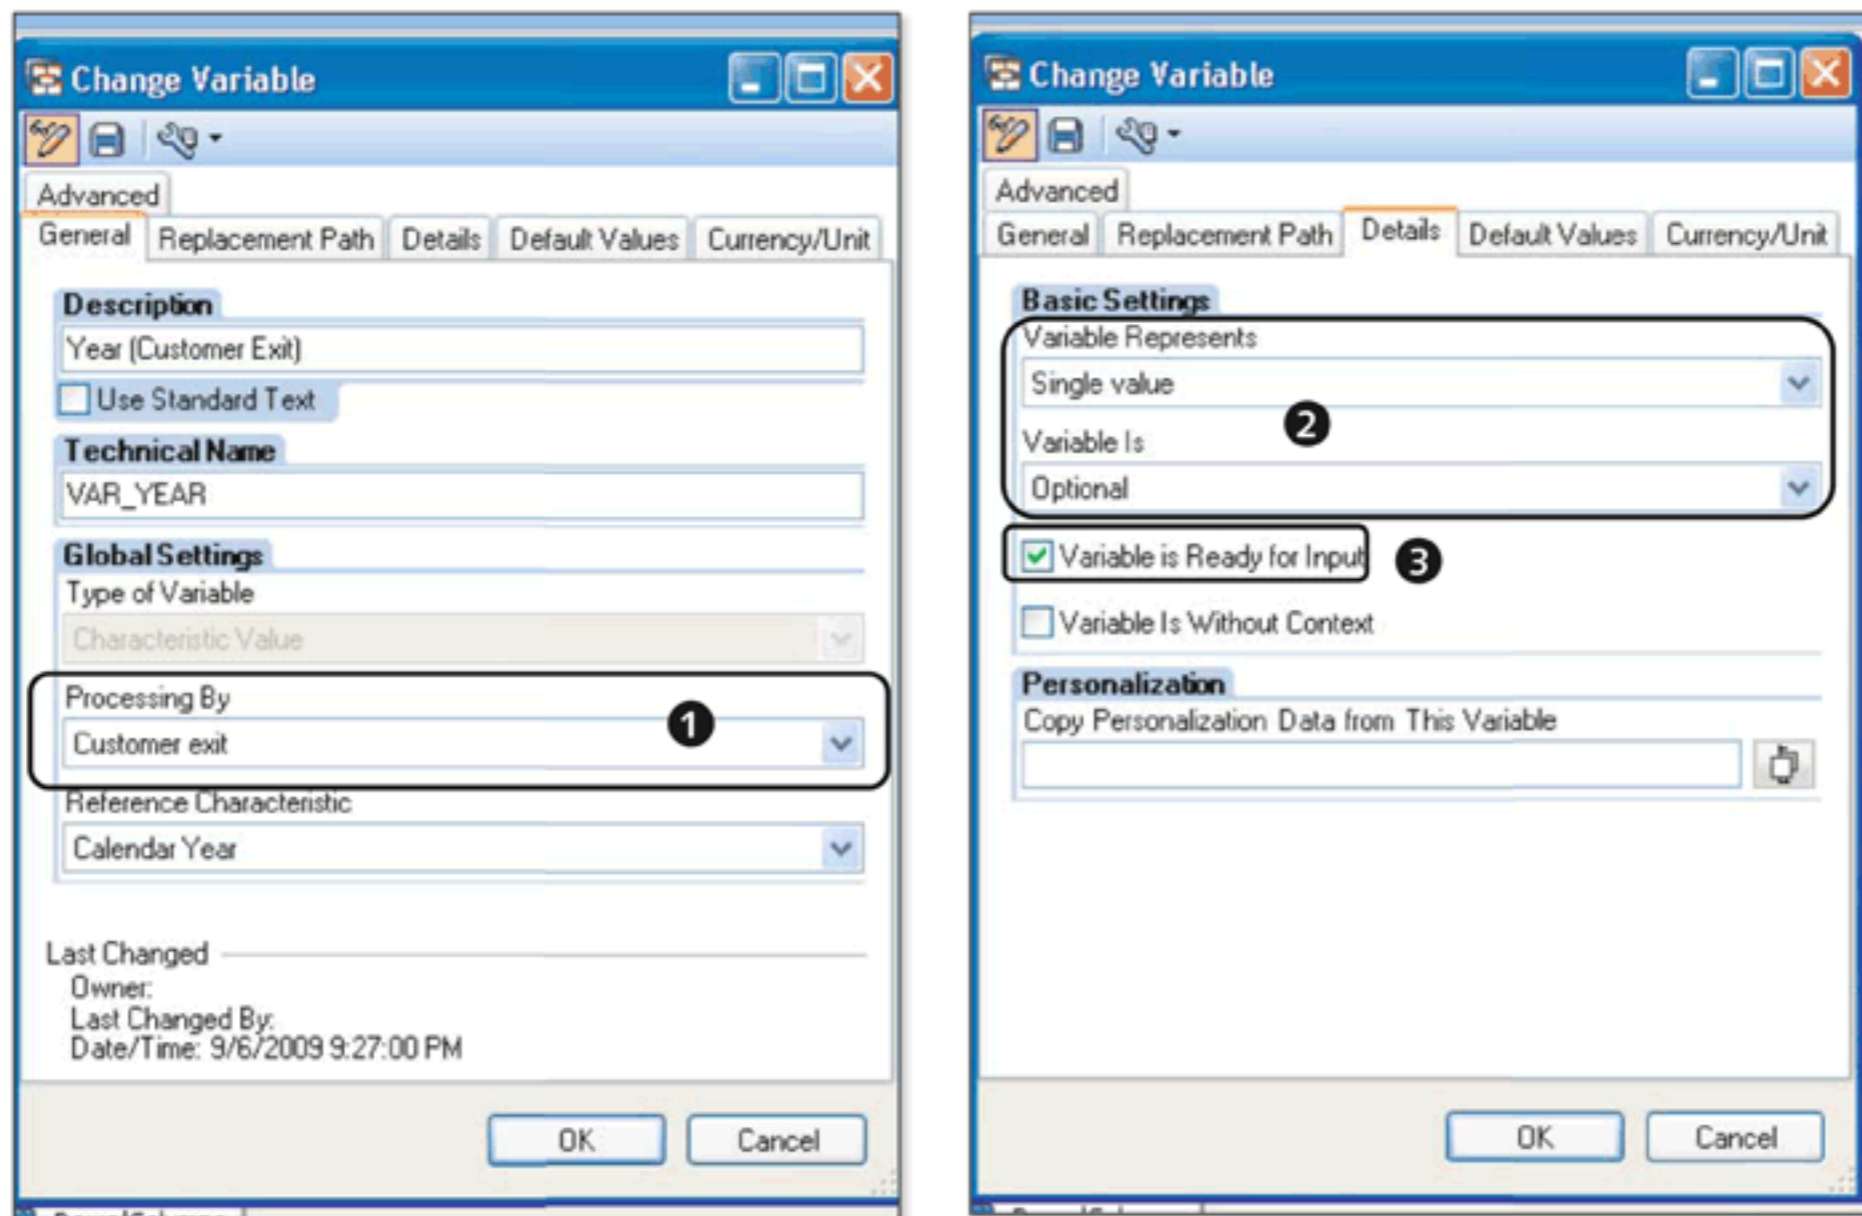 Change Variable
Advanced
General Replacement Path Details Default Values Currency/Unit
Description
Year (Customer Exit)
Use Standard Text
Technical Name
VAR_YEAR
Global Settings
Type of Variable
Characteristic Value
Processing By
1
Customer exit
Reference Characteristic
Calendar Year
Last Changed
Owner:
Last Changed By:
Date/Time: 9/6/2009 9:27:00 PM
OK Cancel
Change Variable
Advanced
General Replacement Path Details Default Values Currency/Unit
Basic Settings
Variable Represents
Single value
2
Variable Is
Optional
Variable is Ready for Input 3
Variable Is Without Context
Personalization
Copy Personalization Data from This Variable
OK Cancel